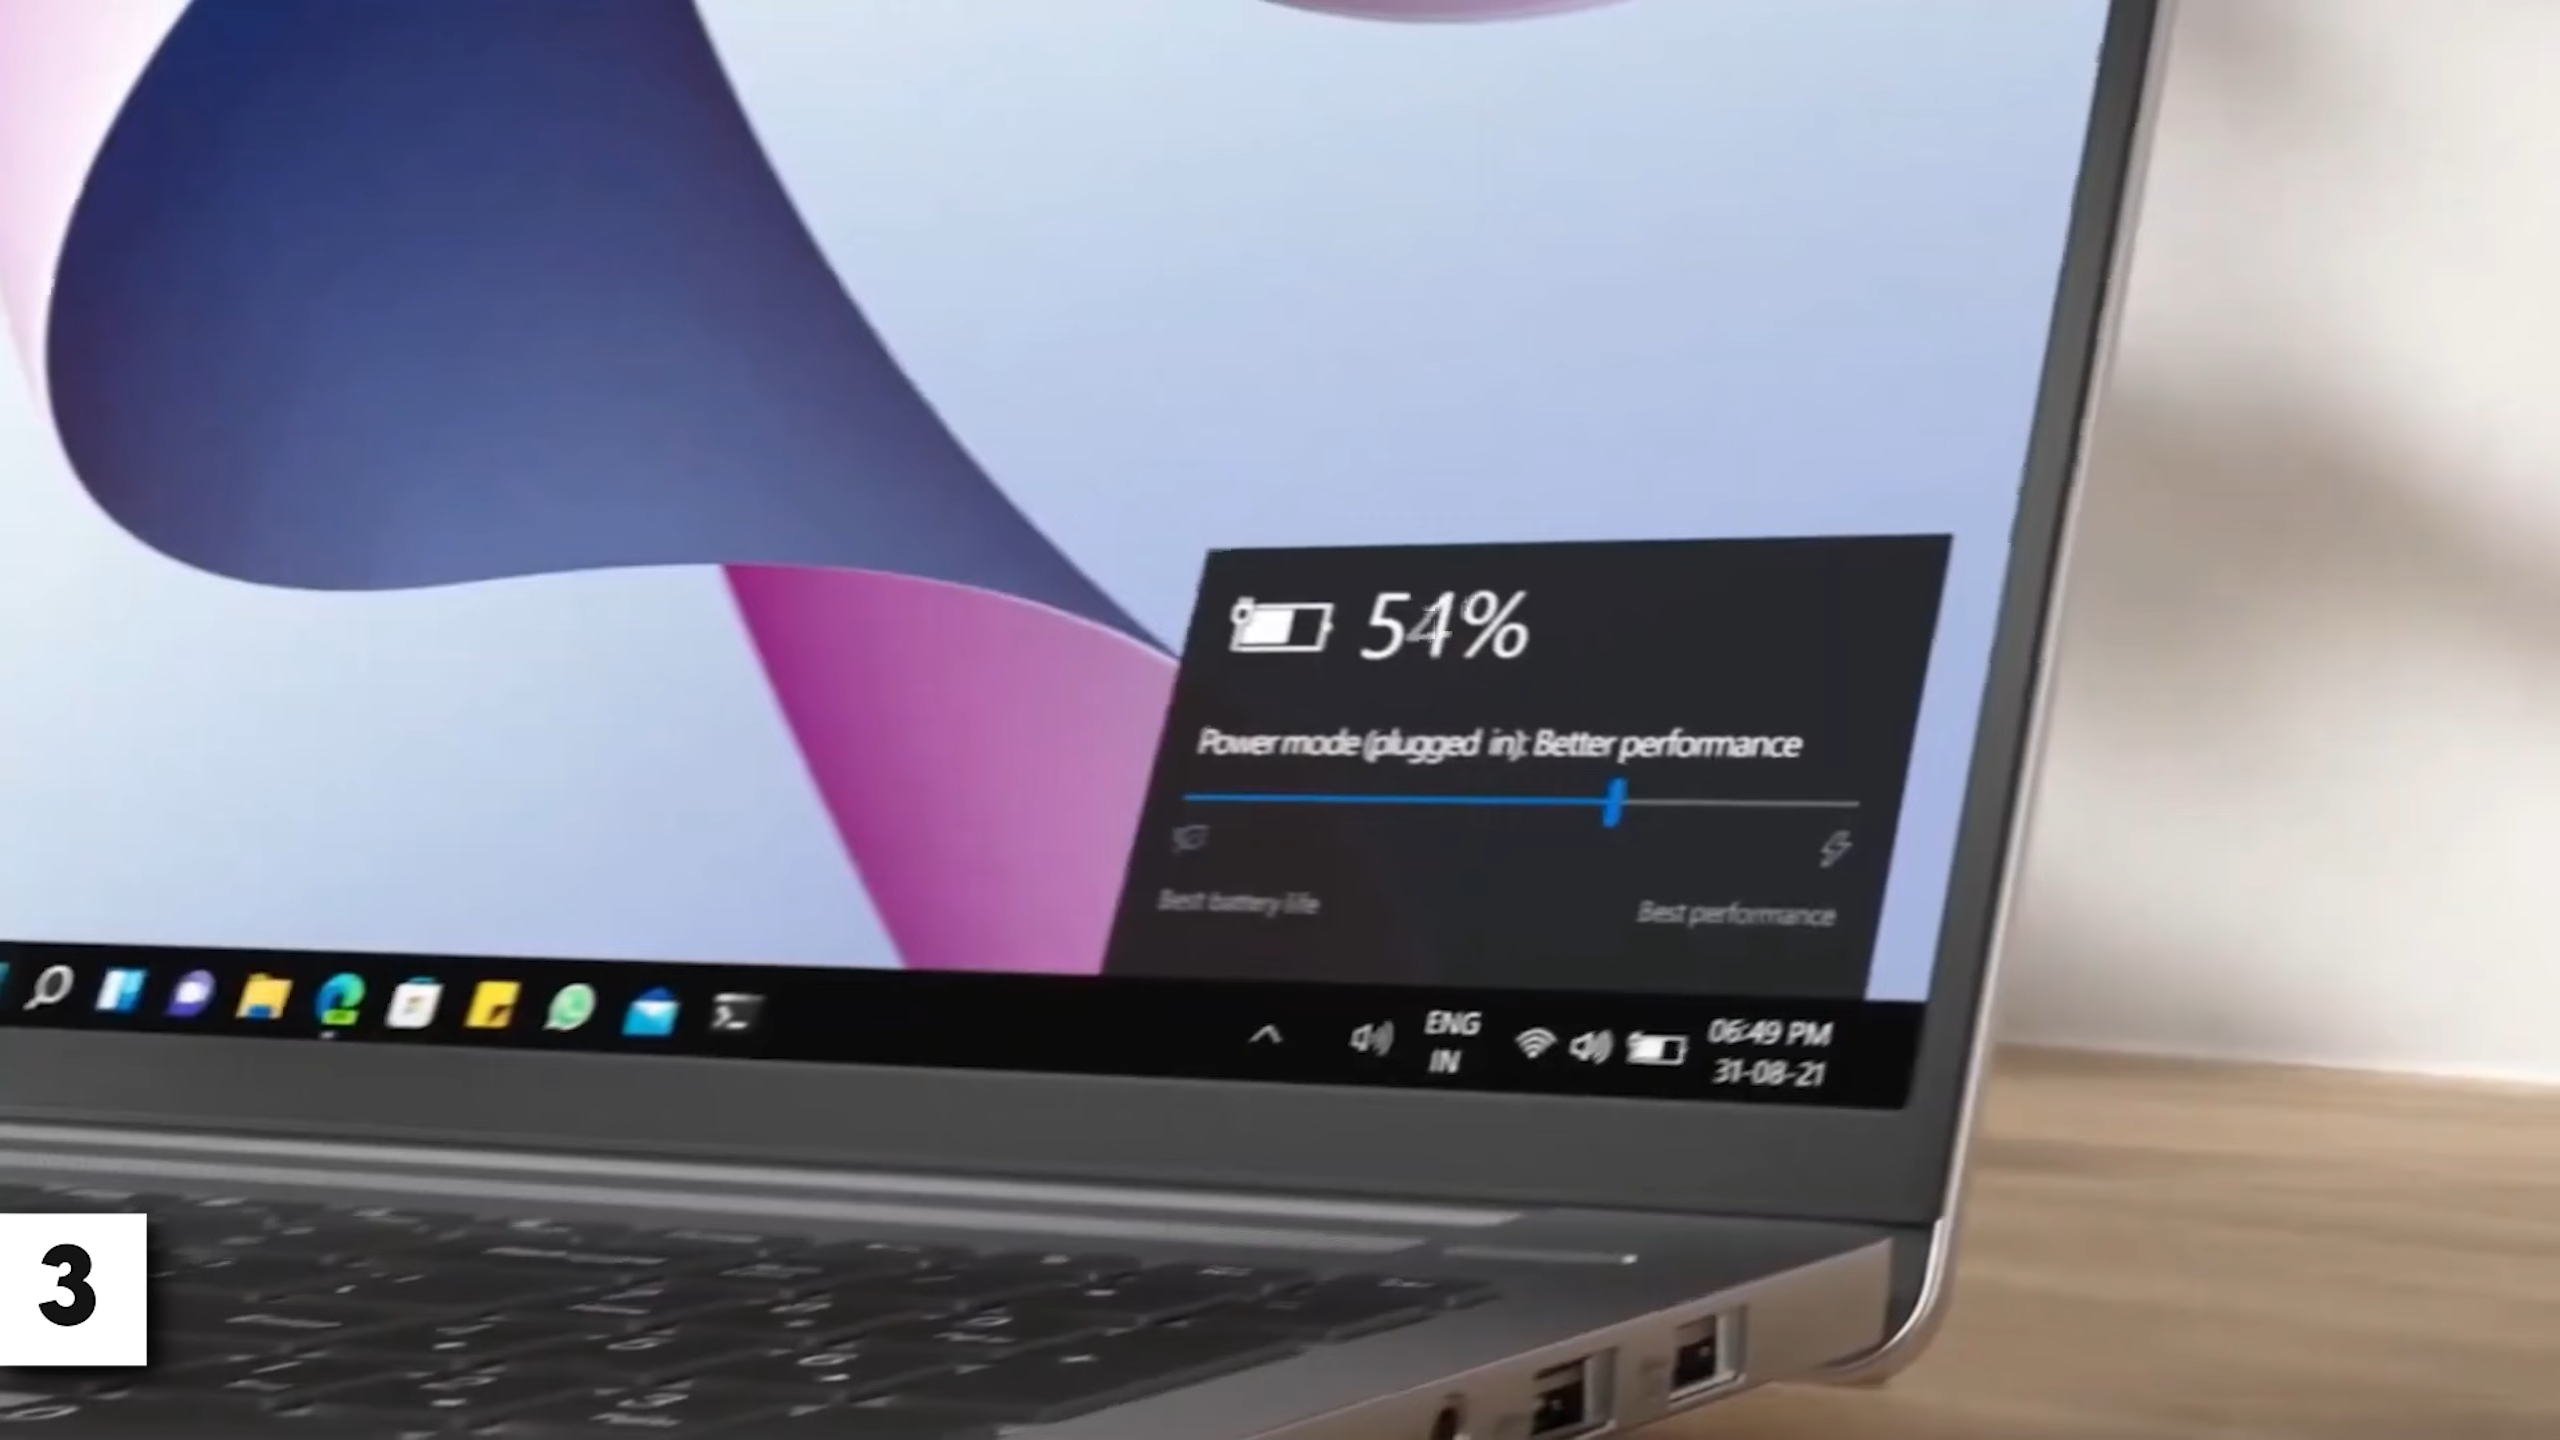 54%
Power mode (plugged in): Better performance
Best battery life
Best performance
ENG
IN
06:49 PM
31-08-21
3